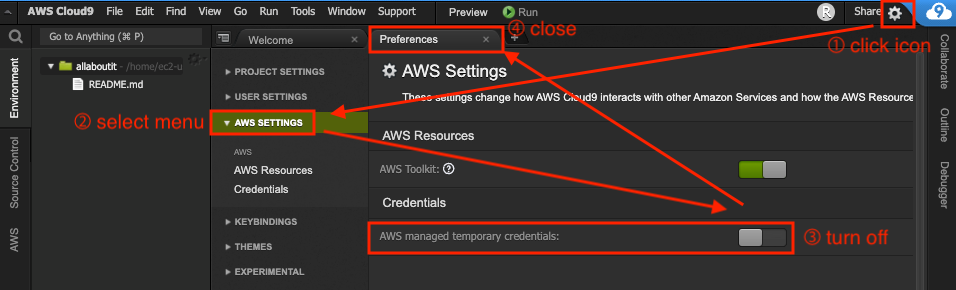 AWS Cloud9 File Edit Find View Go Run Tools Window Support Preview Run R Share 9
Go to Anything (⌘ P)
Welcome × Preferences × +
④ close
① click icon
allaboutit - /home/ec2-u
README.md
Environment
Source Control
AWS
② select menu
PROJECT SETTINGS
USER SETTINGS
AWS SETTINGS
AWS
AWS Resources
Credentials
KEYBINDINGS
THEMES
EXPERIMENTAL
AWS Settings
These settings change how AWS Cloud9 interacts with other Amazon Services and how the AWS Resource
AWS Resources
AWS Toolkit: ?
Credentials
AWS managed temporary credentials:
③ turn off
Collaborate
Outline
Debugger